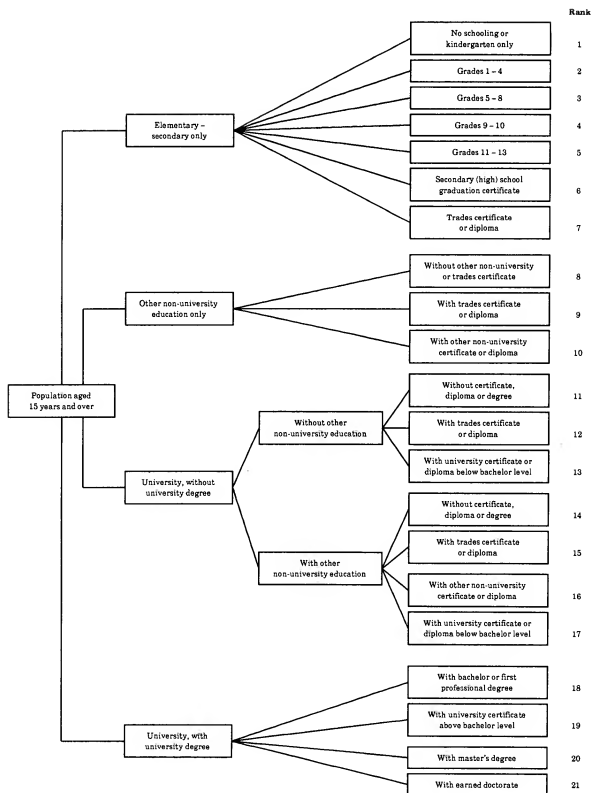 Rank
No schooling or
kindergarten only
1
Grades 1 – 4
2
Grades 5 – 8
3
Elementary –
secondary only
Grades 9 – 10
4
Grades 11 – 13
5
Secondary (high) school
graduation certificate
6
Trades certificate
or diploma
7
Without other non-university
or trades certificate
8
Other non-university
education only
With trades certificate
or diploma
9
With other non-university
certificate or diploma
10
Population aged
15 years and over
Without certificate,
diploma or degree
11
Without other
non-university education
With trades certificate
or diploma
12
With university certificate or
diploma below bachelor level
13
University, without
university degree
Without certificate,
diploma or degree
14
With trades certificate
or diploma
15
With other
non-university education
With other non-university
certificate or diploma
16
With university certificate or
diploma below bachelor level
17
With bachelor or first
professional degree
18
With university certificate
above bachelor level
19
University, with
university degree
With master's degree
20
With earned doctorate
21